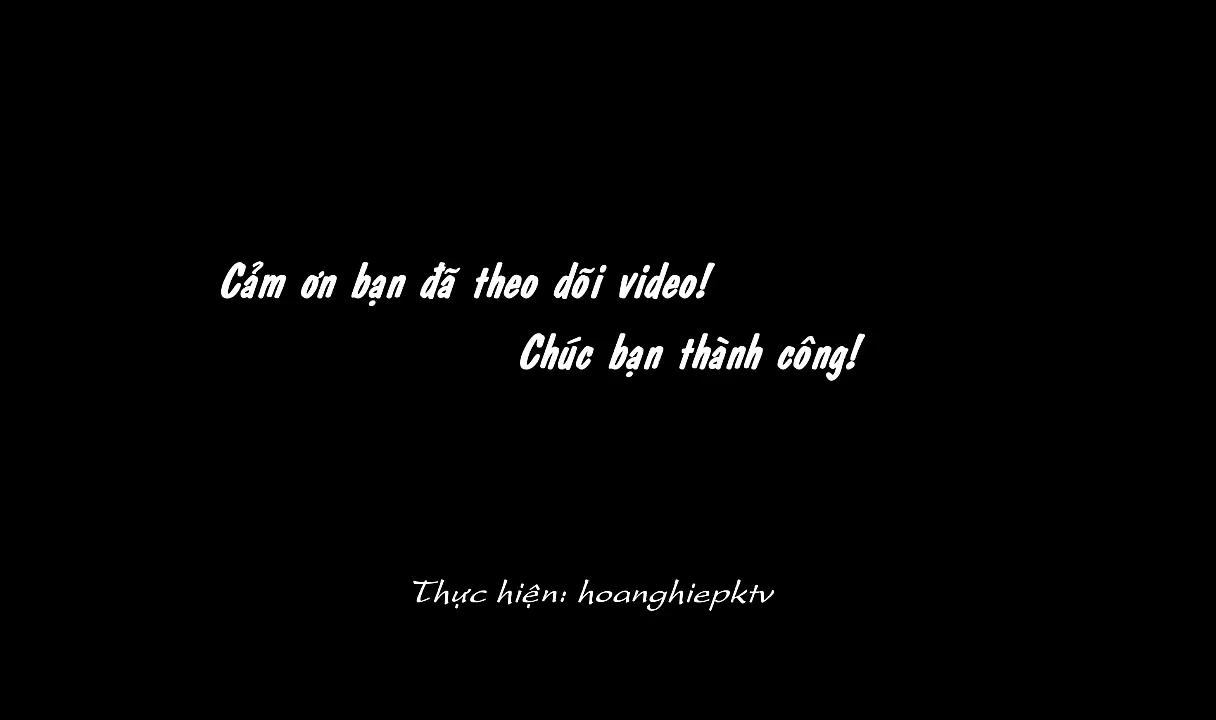 Cảm ơn bạn đã theo dõi video!
Chúc bạn thành công!
Thực hiện: hoanghiepktv